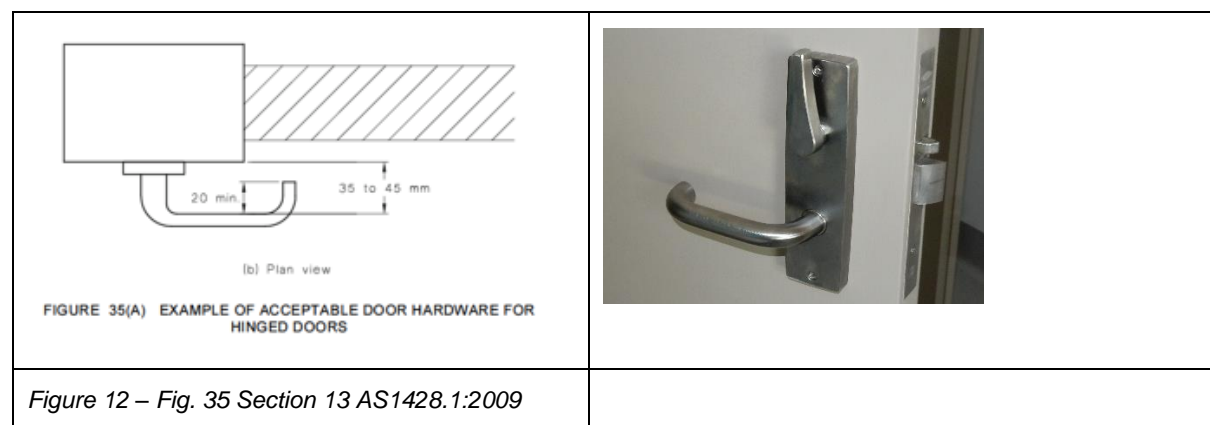 20 min.
35 to 45 mm
(b) Plan view
FIGURE 35(A) EXAMPLE OF ACCEPTABLE DOOR HARDWARE FOR
HINGED DOORS
Figure 12 – Fig. 35 Section 13 AS1428.1:2009